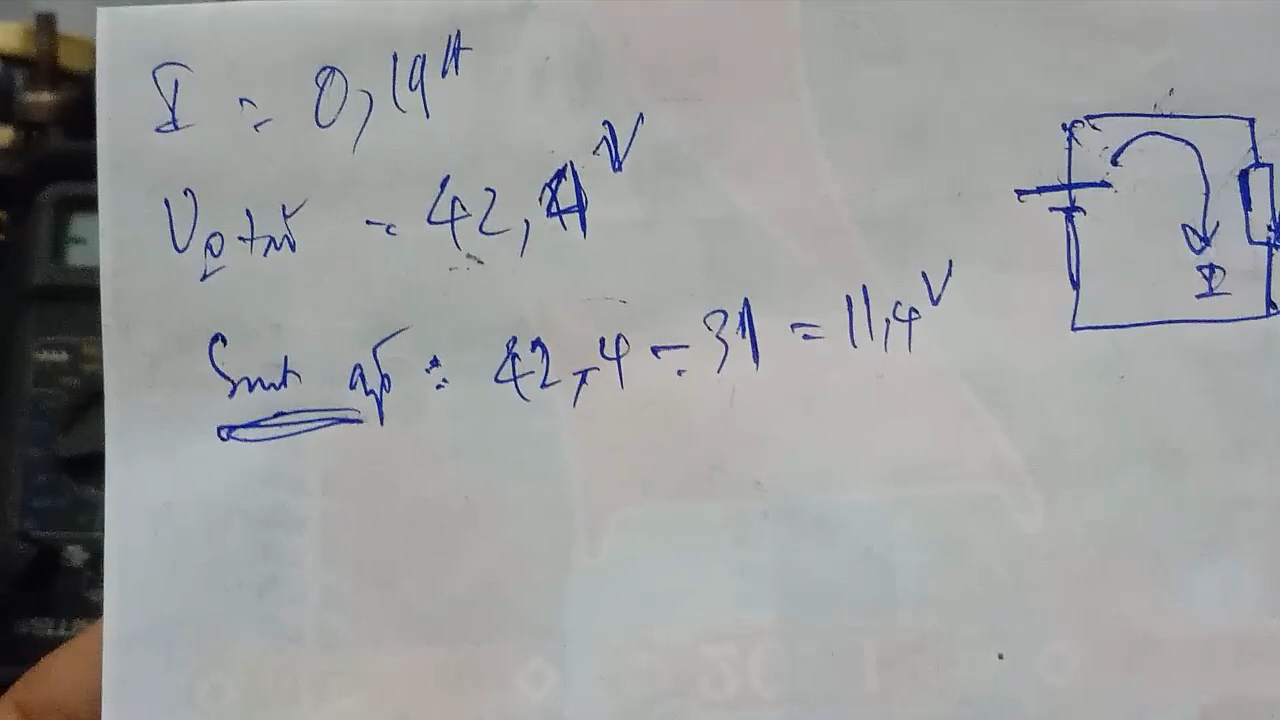 I = 0,19A
V0 tải = 42,4V
Sụt áp : 42,4 - 31 = 11,4V
I